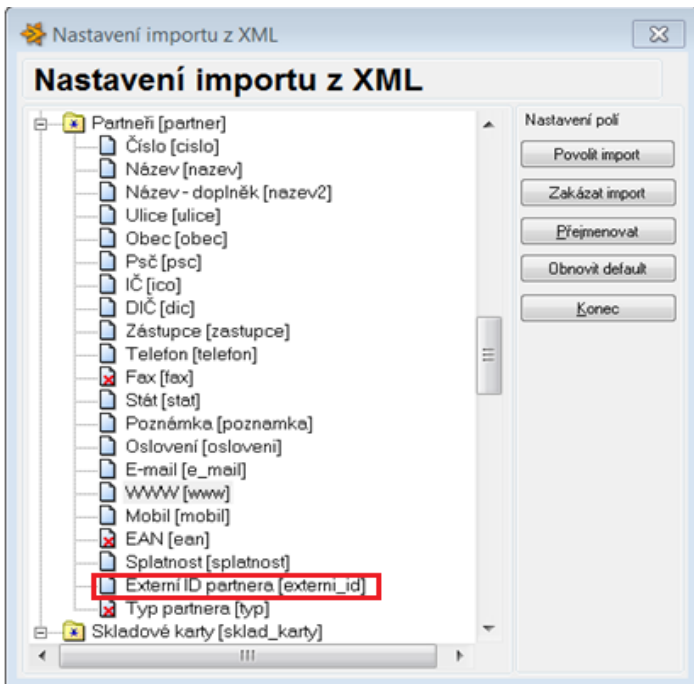 Nastavení importu z XML
Nastavení importu z XML
Partneři [partner]
Číslo [cislo]
Název [nazev]
Název - doplněk [nazev2]
Ulice [ulice]
Obec [obec]
Psč [psc]
IČ [ico]
DIČ [dic]
Zástupce [zastupce]
Telefon [telefon]
Fax [fax]
Stát [stat]
Poznámka [poznamka]
Oslovení [osloveni]
E-mail [e_mail]
WWW [www]
Mobil [mobil]
EAN [ean]
Splatnost [splatnost]
Externí ID partnera [externi_id]
Typ partnera [typ]
Skladové karty [sklad_karty]
Nastavení polí
Povolit import
Zakázat import
Přejmenovat
Obnovit default
Konec